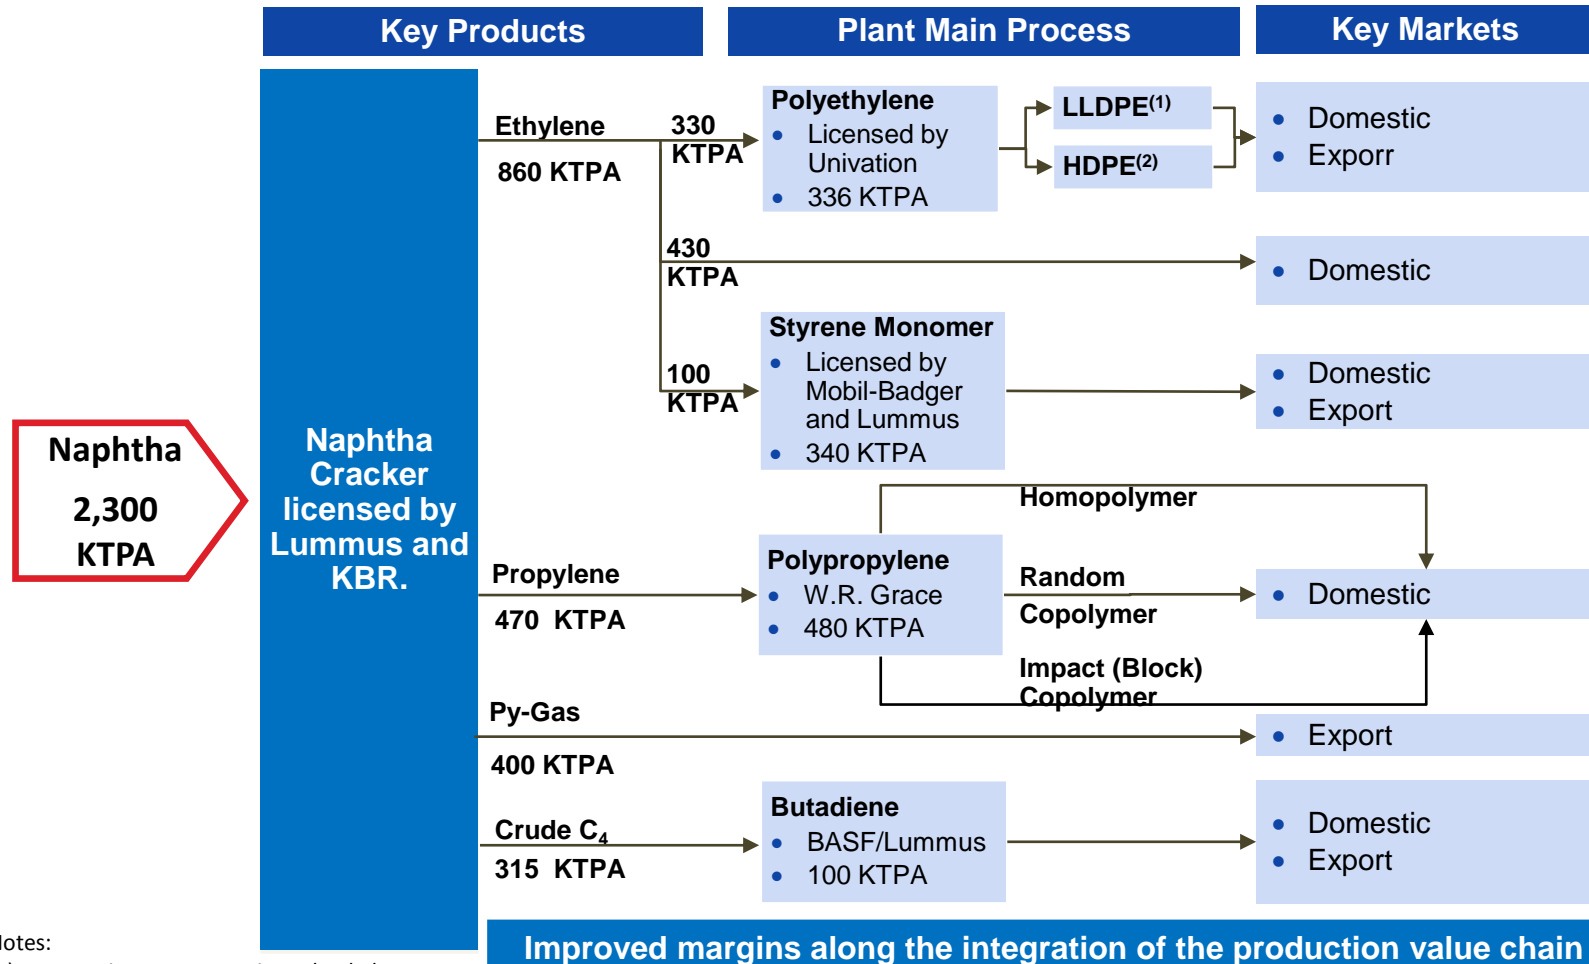 Key Products
Plant Main Process
Key Markets
Naphtha
2,300
KTPA
Naphtha
Cracker
licensed by
Lummus and
KBR.
Ethylene
860 KTPA
330
KTPA
Polyethylene
• Licensed by
Univation
• 336 KTPA
LLDPE(1)
HDPE(2)
• Domestic
• Exporr
430
KTPA
• Domestic
100
KTPA
Styrene Monomer
• Licensed by
Mobil-Badger
and Lummus
• 340 KTPA
• Domestic
• Export
Propylene
470 KTPA
Polypropylene
• W.R. Grace
• 480 KTPA
Homopolymer
Random
Copolymer
Impact (Block)
Copolymer
• Domestic
Py-Gas
400 KTPA
• Export
Crude C4
315 KTPA
Butadiene
• BASF/Lummus
• 100 KTPA
• Domestic
• Export
Improved margins along the integration of the production value chain